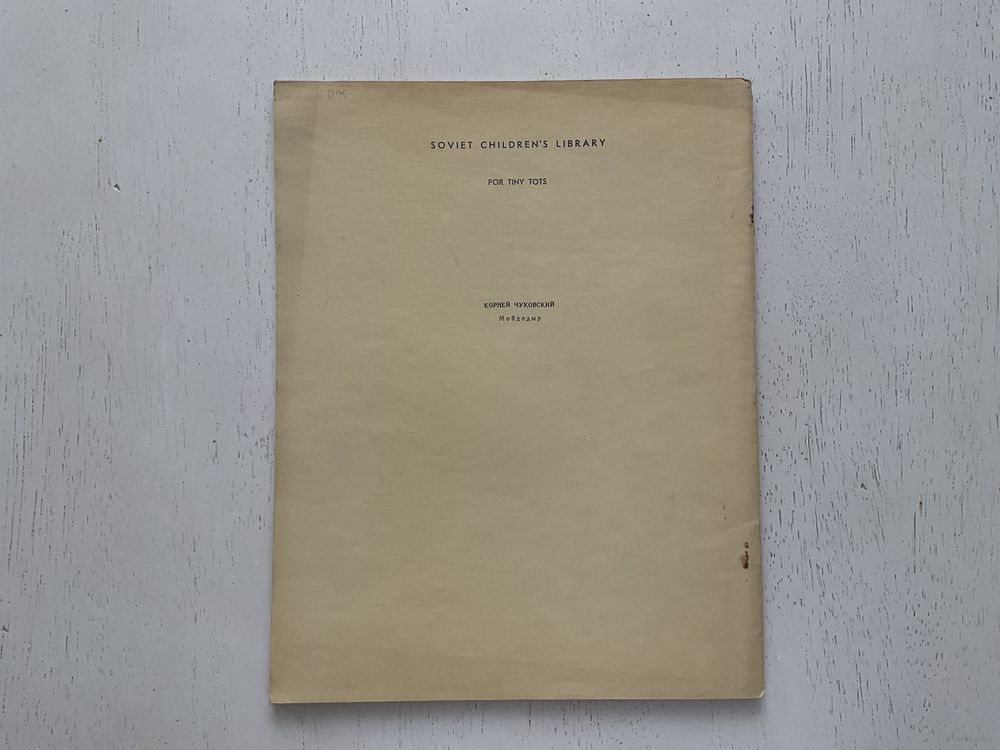 SOVIET CHILDREN'S LIBRARY
FOR TINY TOTS
КОРНЕЙ ЧУКОВСКИЙ
Мойдодыр